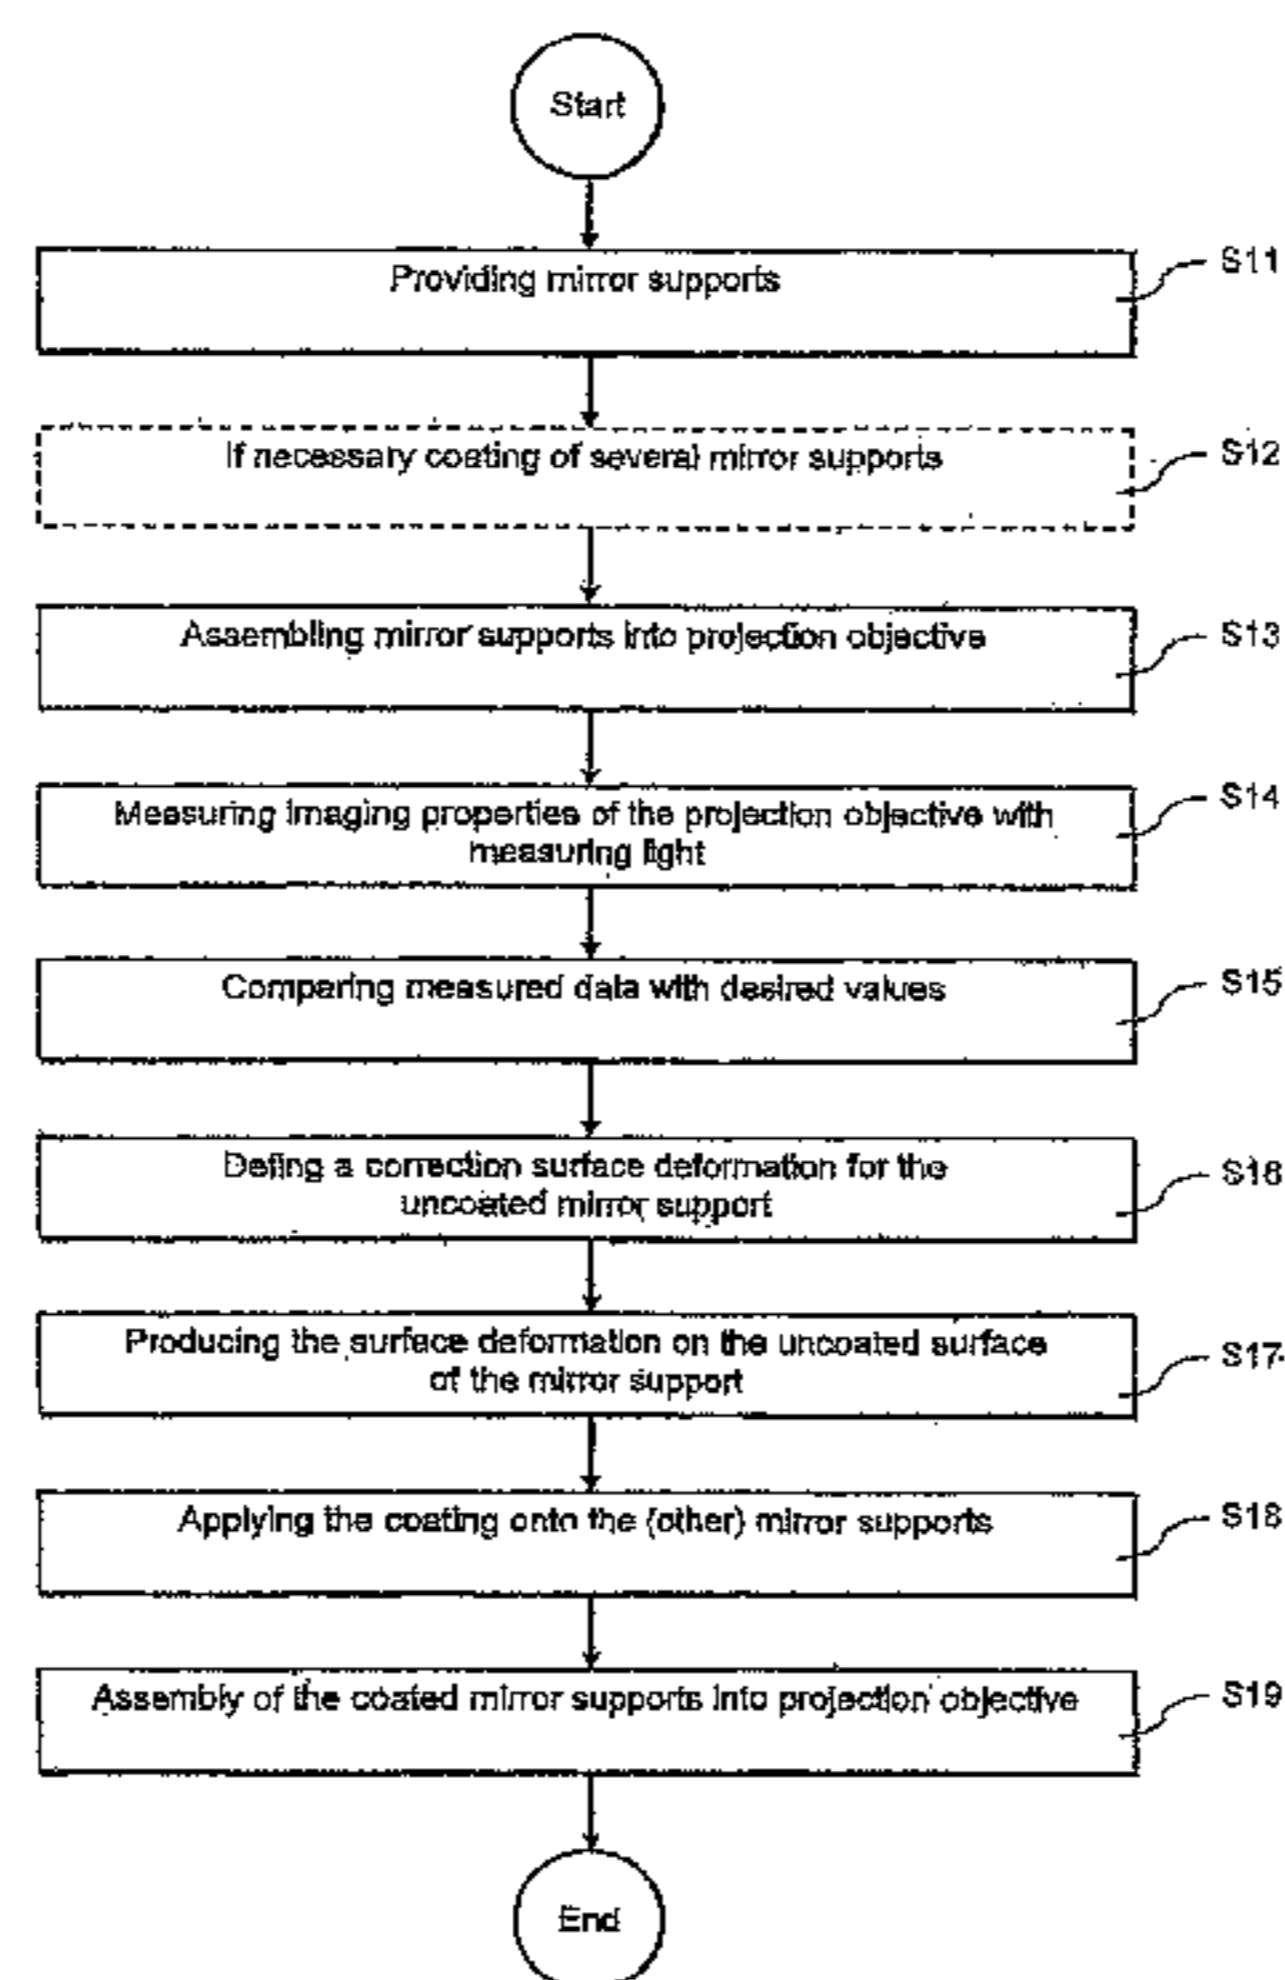 Start
Providing mirror supports
S11
If necessary coating of several mirror supports
S12
Assembling mirror supports into projection objective
S13
Measuring imaging properties of the projection objective with
measuring light
S14
Comparing measured data with desired values
S15
Defing a correction surface deformation for the
uncoated mirror support
S16
Producing the surface deformation on the uncoated surface
of the mirror support
S17
Applying the coating onto the (other) mirror supports
S18
Assembly of the coated mirror supports into projection objective
S19
End